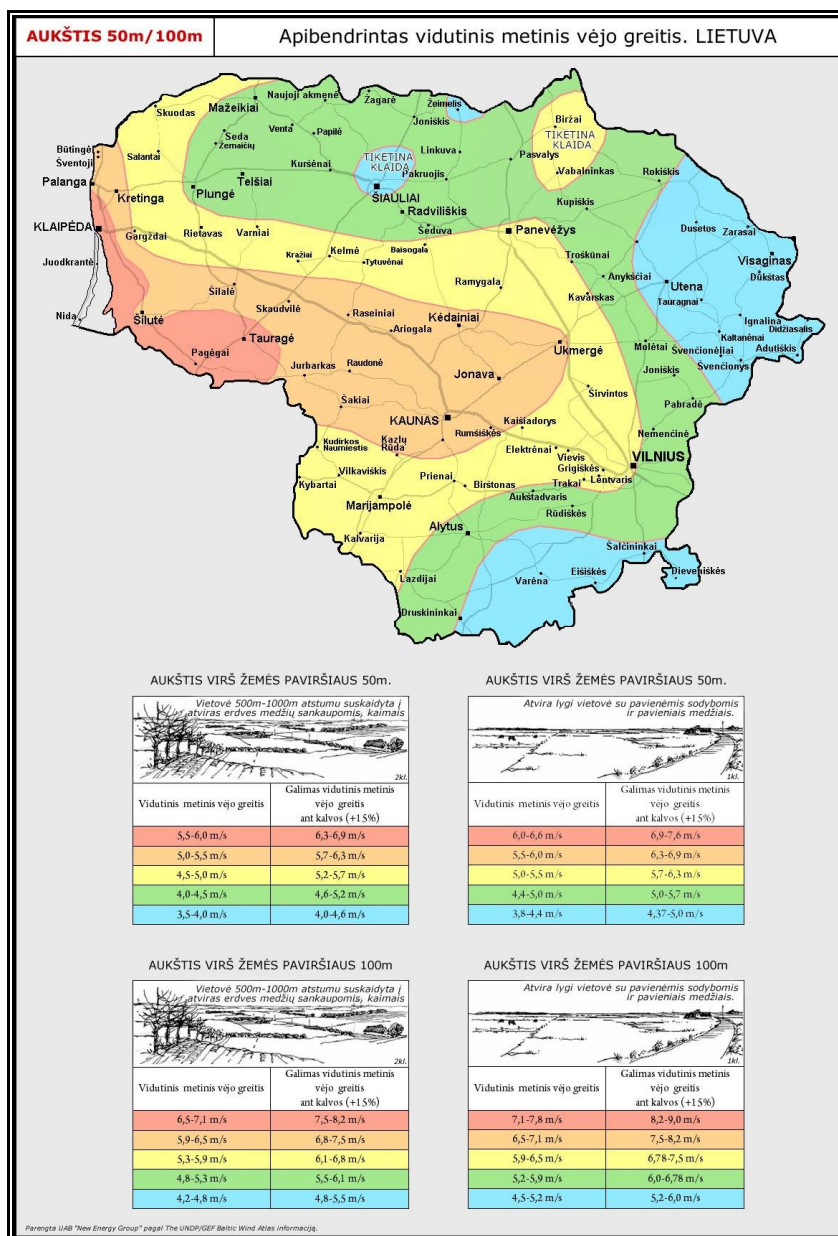 AUKŠTIS 50m/100m
Apibendrintas vidutinis metinis vėjo greitis. LIETUVA
Skuodas
Mažeikiai
Naujoji akmenė
Žagarė
Žeimelis
Joniškis
Biržai
TIKĖTINA
KLAIDA
Būtingė
Šventoji
Salantai
Seda
Žemaičių
Venta
Papilė
Kuršėnai
TIKĖTINA
KLAIDA
Linkuva
Pakruojis
Pasvalys
Vabalninkas
Rokiškis
Palanga
Kretinga
Plungė
Telšiai
ŠIAULIAI
Radviliškis
Kupiškis
KLAIPĖDA
Gargždai
Rietavas
Varniai
Šeduva
Panevėžys
Dusetos
Zarasai
Juodkrantė
Kražiai
Kelmė
Tytuvėnai
Baisogala
Troškūnai
Visaginas
Dūkštas
Anykščiai
Utena
Tauragnai
Nida
Šilutė
Šilalė
Skaudvilė
Raseiniai
Ramygala
Kavarskas
Ignalina
Didžiasalis
Tauragė
Ariogala
Kėdainiai
Ukmergė
Molėtai
Kaltanėnai
Švenčionėliai
Adutiškis
Švenčionys
Pagėgai
Jurbarkas
Raudonė
Jonava
Joniškis
Širvintos
Pabradė
Šakiai
KAUNAS
Rumšiškės
Kaišiadorys
Nemenčinė
Kudirkos
Naumiestis
Kazlų
Rūda
Elektrėnai
Vievis
VILNIUS
Grigiškės
Kybartai
Vilkaviškis
Prienai
Birštonas
Trakai
Lentvaris
Marijampolė
Aukštadvaris
Rūdiškės
Kalvarija
Alytus
Šalčininkai
Lazdijai
Varėna
Eišiškės
Dieveniškės
Druskininkai
AUKŠTIS VIRŠ ŽEMĖS PAVIRŠIAUS 50m.
Vietovė 500m-1000m atstumu suskaidyta į
atviras erdves medžių sankaupomis, kaimais
2kl.
Vidutinis metinis vėjo greitis
Galimas vidutinis metinis
vėjo greitis
ant kalvos (+15%)
5,5-6,0 m/s 6,3-6,9 m/s
5,0-5,5 m/s 5,7-6,3 m/s
4,5-5,0 m/s 5,2-5,7 m/s
4,0-4,5 m/s 4,6-5,2 m/s
3,5-4,0 m/s 4,0-4,6 m/s
AUKŠTIS VIRŠ ŽEMĖS PAVIRŠIAUS 50m.
Atvira lygi vietovė su pavienėmis sodybomis
ir pavieniais medžiais.
1kl.
Vidutinis metinis vėjo greitis
Galimas vidutinis metinis
vėjo greitis
ant kalvos (+15%)
6,0-6,6 m/s 6,9-7,6 m/s
5,5-6,0 m/s 6,3-6,9 m/s
5,0-5,5 m/s 5,7-6,3 m/s
4,4-5,0 m/s 5,0-5,7 m/s
3,8-4,4 m/s 4,37-5,0 m/s
AUKŠTIS VIRŠ ŽEMĖS PAVIRŠIAUS 100m
Vietovė 500m-1000m atstumu suskaidyta į
atviras erdves medžių sankaupomis, kaimais
2kl.
Vidutinis metinis vėjo greitis
Galimas vidutinis metinis
vėjo greitis
ant kalvos (+15%)
6,5-7,1 m/s 7,5-8,2 m/s
5,9-6,5 m/s 6,8-7,5 m/s
5,3-5,9 m/s 6,1-6,8 m/s
4,8-5,3 m/s 5,5-6,1 m/s
4,2-4,8 m/s 4,8-5,5 m/s
AUKŠTIS VIRŠ ŽEMĖS PAVIRŠIAUS 100m
Atvira lygi vietovė su pavienėmis sodybomis
ir pavieniais medžiais.
1kl.
Vidutinis metinis vėjo greitis
Galimas vidutinis metinis
vėjo greitis
ant kalvos (+15%)
7,1-7,8 m/s 8,2-9,0 m/s
6,5-7,1 m/s 7,5-8,2 m/s
5,9-6,5 m/s 6,78-7,5 m/s
5,2-5,9 m/s 6,0-6,78 m/s
4,5-5,2 m/s 5,2-6,0 m/s
Parengta UAB "New Energy Group" pagal The UNDP/GEF Baltic Wind Atlas informaciją.